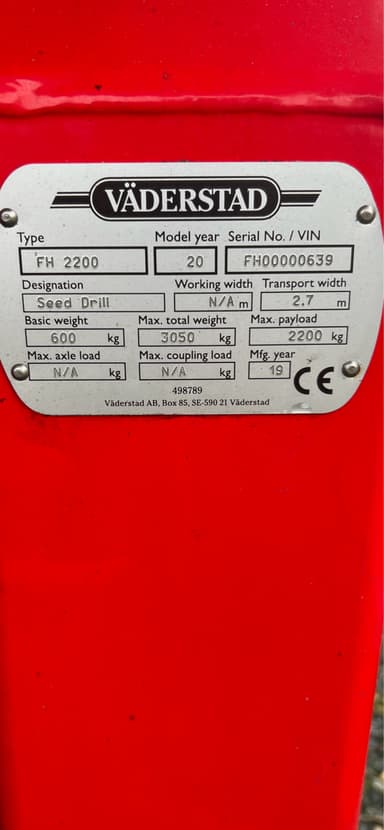 VÄDERSTAD
Type Model year Serial No. / VIN
FH 2200 20 FH00000639
Designation Working width Transport width
Seed Drill N/A m 2.7 m
Basic weight Max. total weight Max. payload
600 kg 3050 kg 2200 kg
Max. axle load Max. coupling load Mfg. year
N/A kg N/A kg 19 CE
498789
Väderstad AB, Box 85, SE-590 21 Väderstad